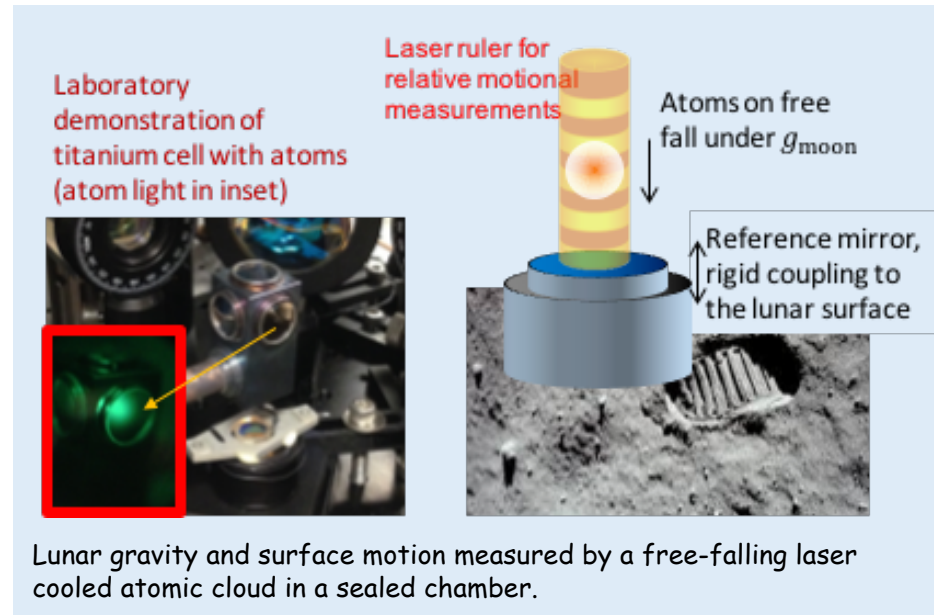 Laboratory
demonstration of
titanium cell with atoms
(atom light in inset)
Laser ruler for
relative motional
measurements
Atoms on free
fall under g_moon
Reference mirror,
rigid coupling to
the lunar surface
Lunar gravity and surface motion measured by a free-falling laser
cooled atomic cloud in a sealed chamber.